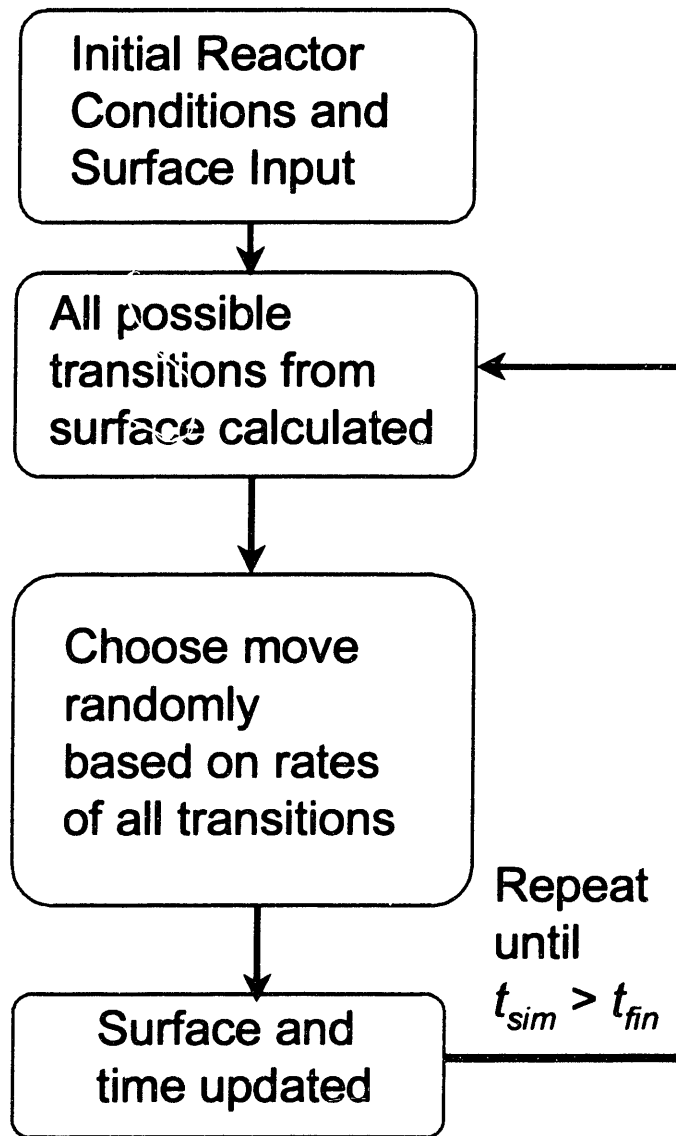 Initial Reactor
Conditions and
Surface Input
All possible
transitions from
surface calculated
Choose move
randomly
based on rates
of all transitions
Repeat
until
t_sim > t_fin
Surface and
time updated